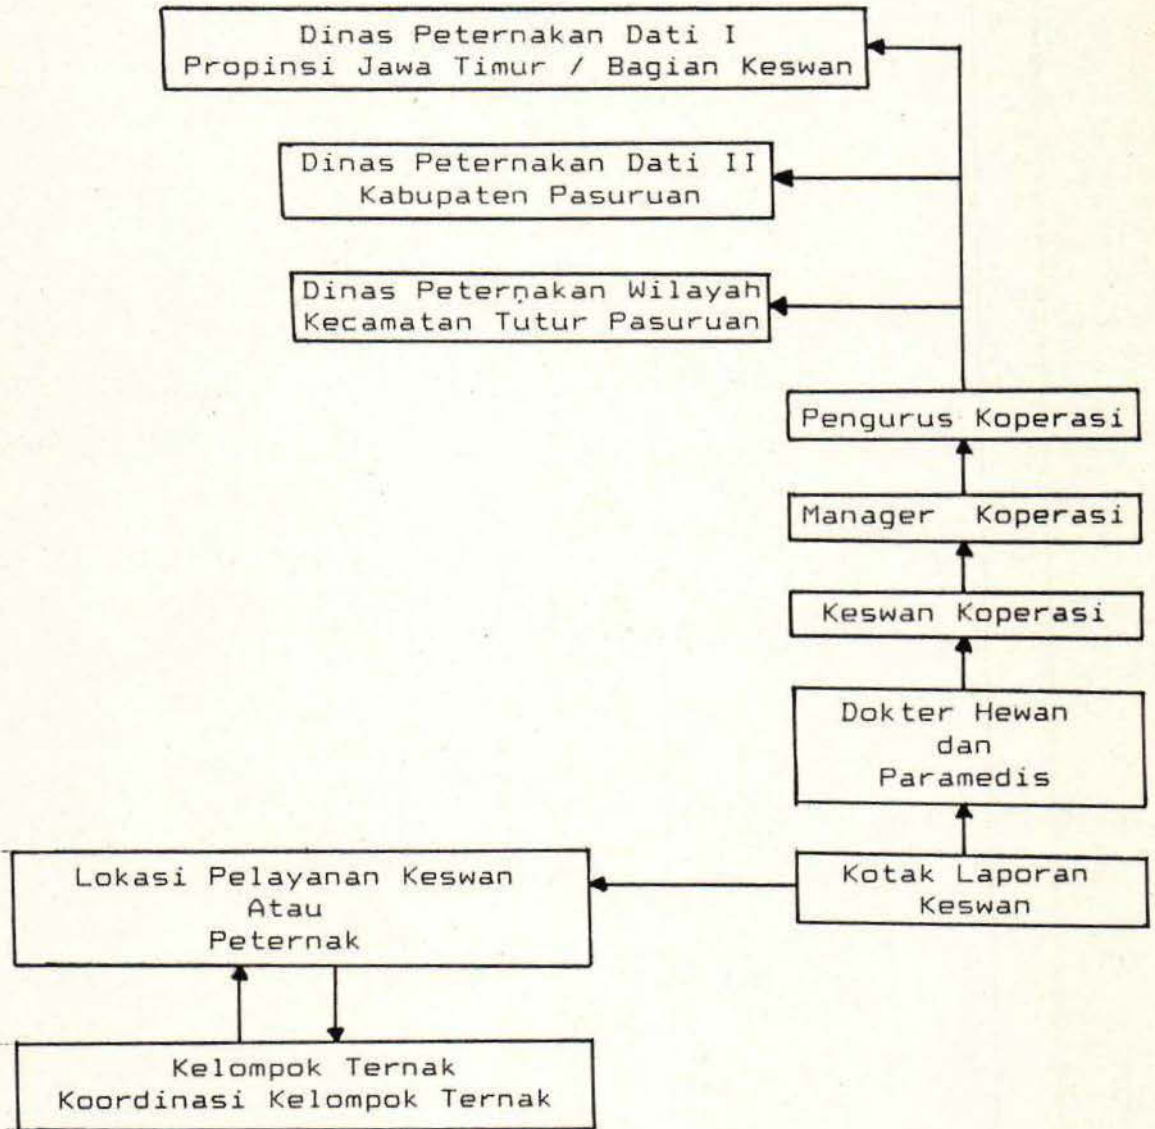 Dinas Peternakan Dati I
Propinsi Jawa Timur / Bagian Keswan
Dinas Peternakan Dati II
Kabupaten Pasuruan
Dinas Peternakan Wilayah
Kecamatan Tutur Pasuruan
Pengurus Koperasi
Manager Koperasi
Keswan Koperasi
Dokter Hewan
dan
Paramedis
Lokasi Pelayanan Keswan
Atau
Peternak
Kotak Laporan
Keswan
Kelompok Ternak
Koordinasi Kelompok Ternak